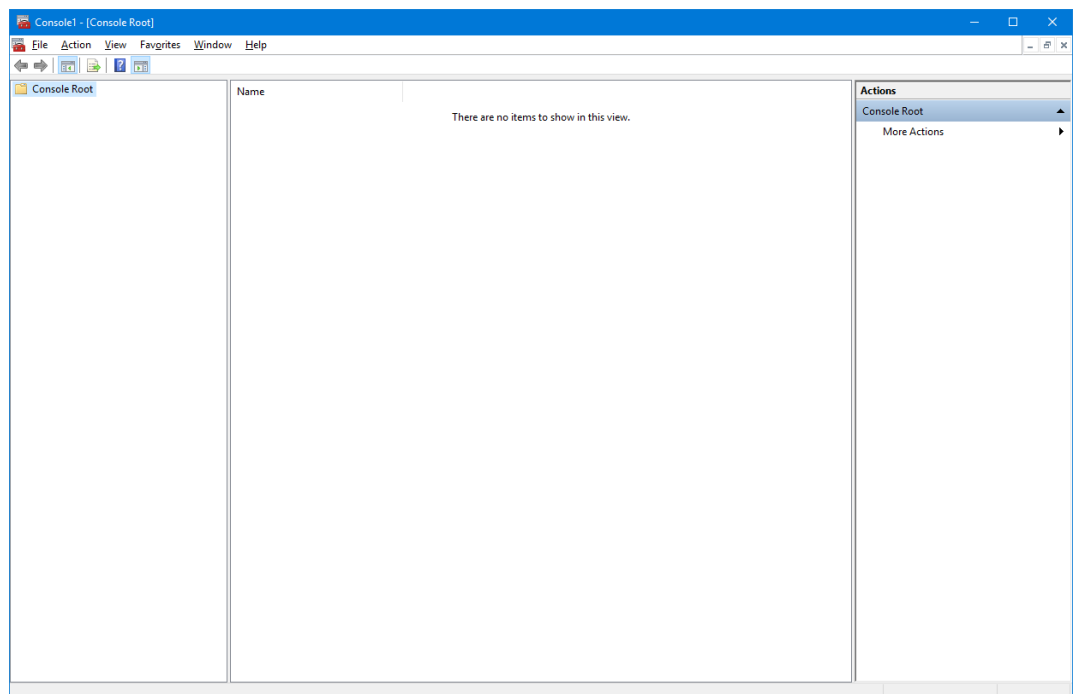 Console1 - [Console Root]
File Action View Favorites Window Help
Console Root
Name
There are no items to show in this view.
Actions
Console Root
More Actions